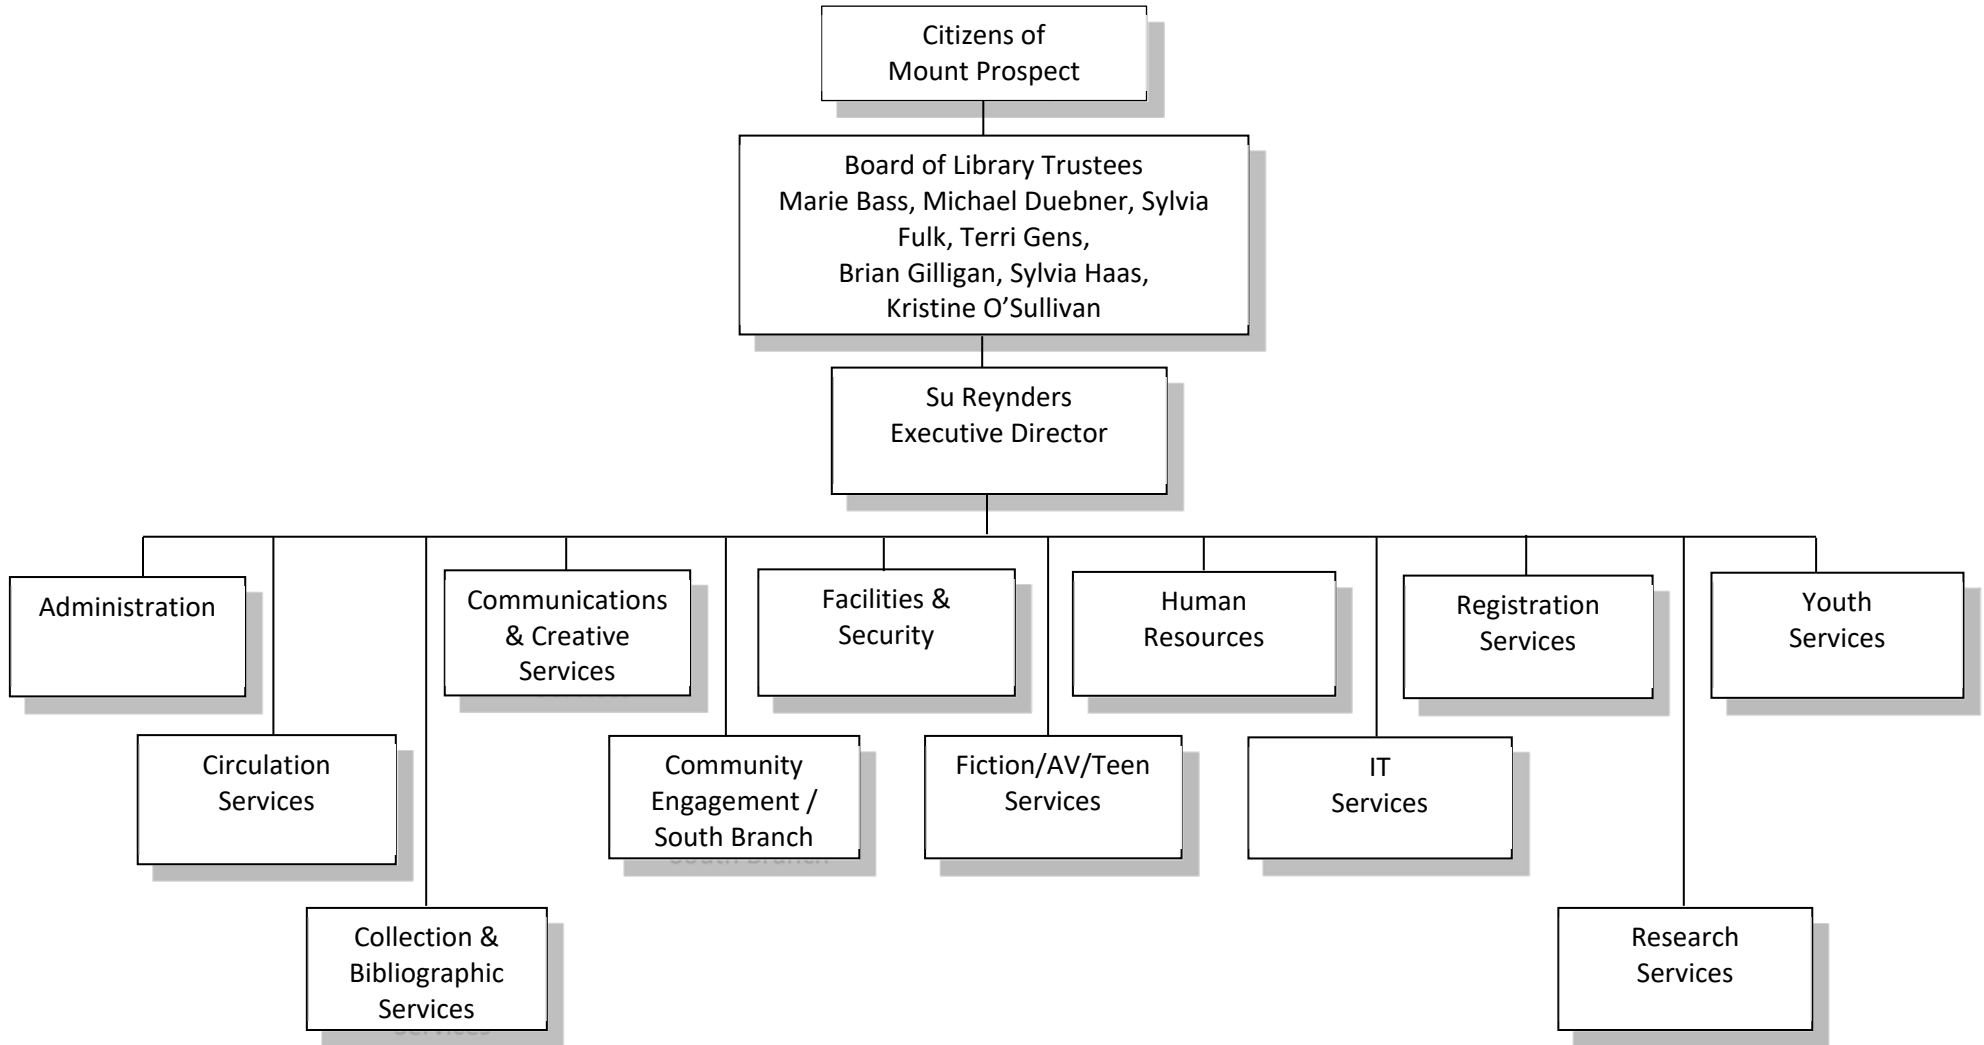 Citizens of
Mount Prospect
Board of Library Trustees
Marie Bass, Michael Duebner, Sylvia
Fulk, Terri Gens,
Brian Gilligan, Sylvia Haas,
Kristine O’Sullivan
Su Reynders
Executive Director
Administration
Communications
& Creative
Services
Facilities &
Security
Human
Resources
Registration
Services
Youth
Services
Circulation
Services
Community
Engagement /
South Branch
Fiction/AV/Teen
Services
IT
Services
Collection &
Bibliographic
Services
Research
Services